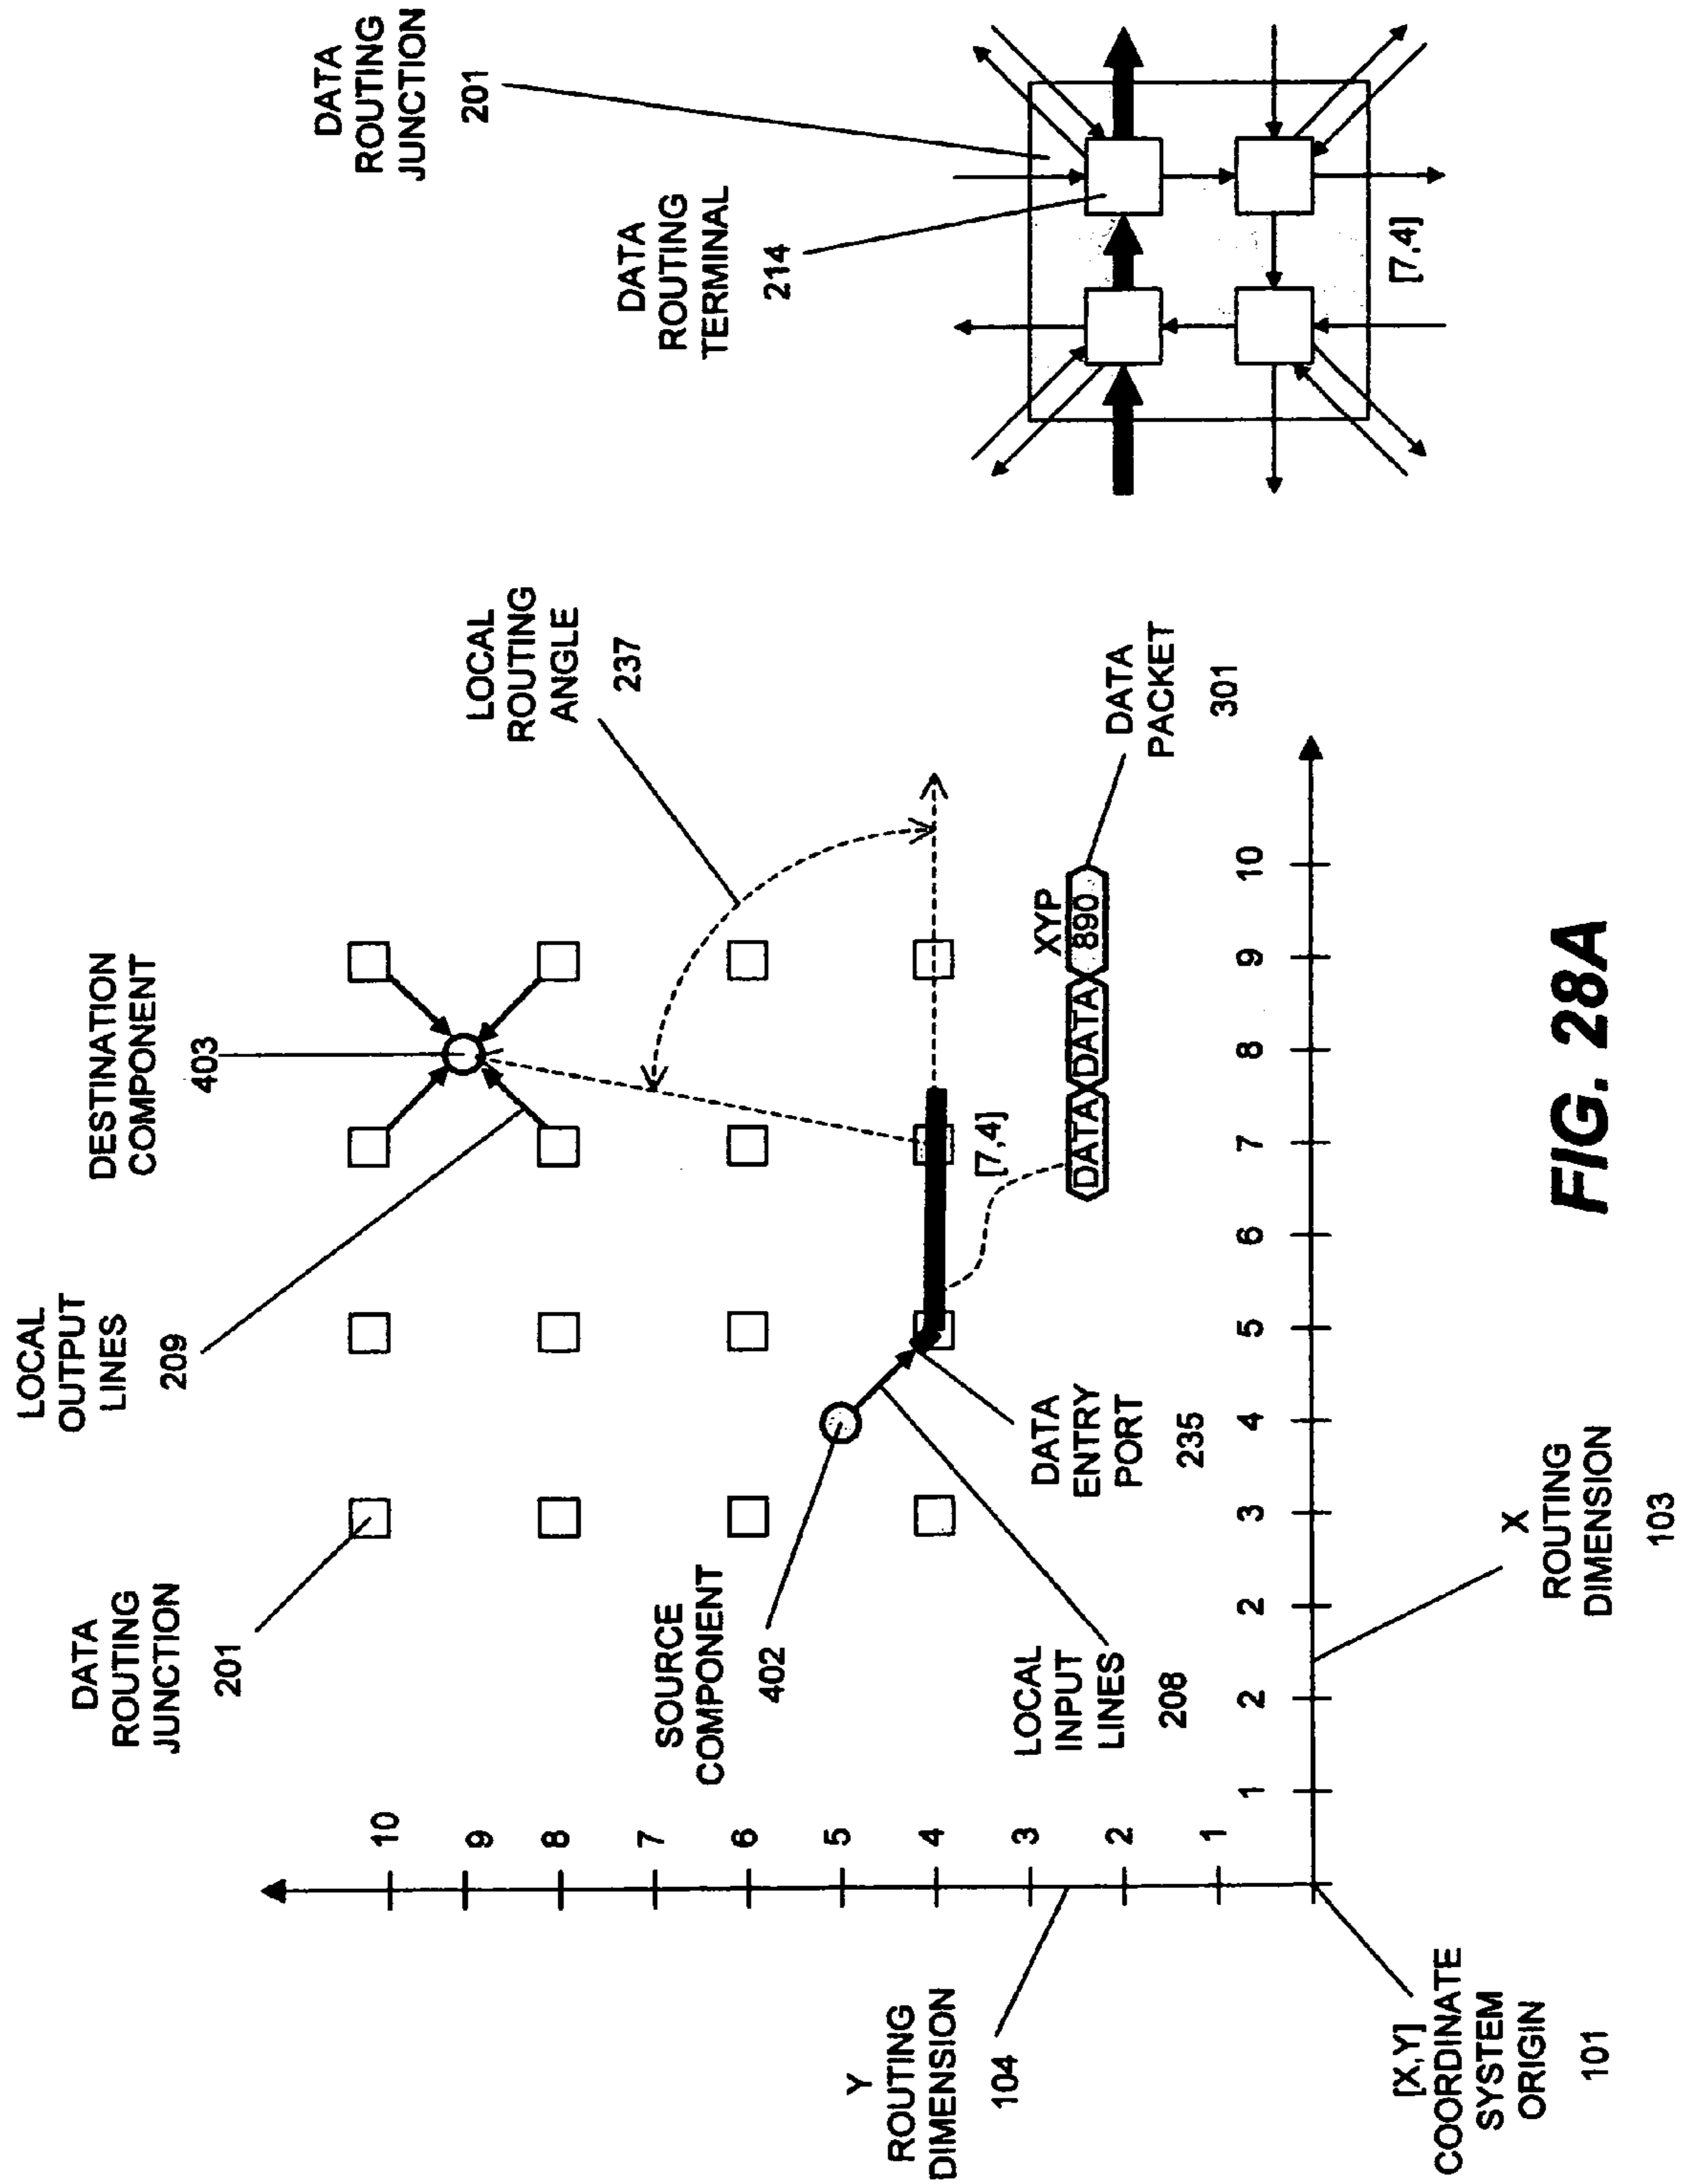 DATA
ROUTING
JUNCTION
201
LOCAL
OUTPUT
LINES
209
DESTINATION
COMPONENT
403
LOCAL
ROUTING
ANGLE
237
DATA
ROUTING
JUNCTION
201
DATA
ROUTING
TERMINAL
214
[7,4]
SOURCE
COMPONENT
402
LOCAL
INPUT
LINES
208
DATA
ENTRY
PORT
235
[7,4]
XYP
DATA
DATA
890
DATA
PACKET
301
Y
ROUTING
DIMENSION
104
10
9
8
7
6
5
4
3
2
1
1
2
2
3
4
5
6
7
8
9
10
[X,Y]
COORDINATE
SYSTEM
ORIGIN
101
X
ROUTING
DIMENSION
103
FIG. 28A